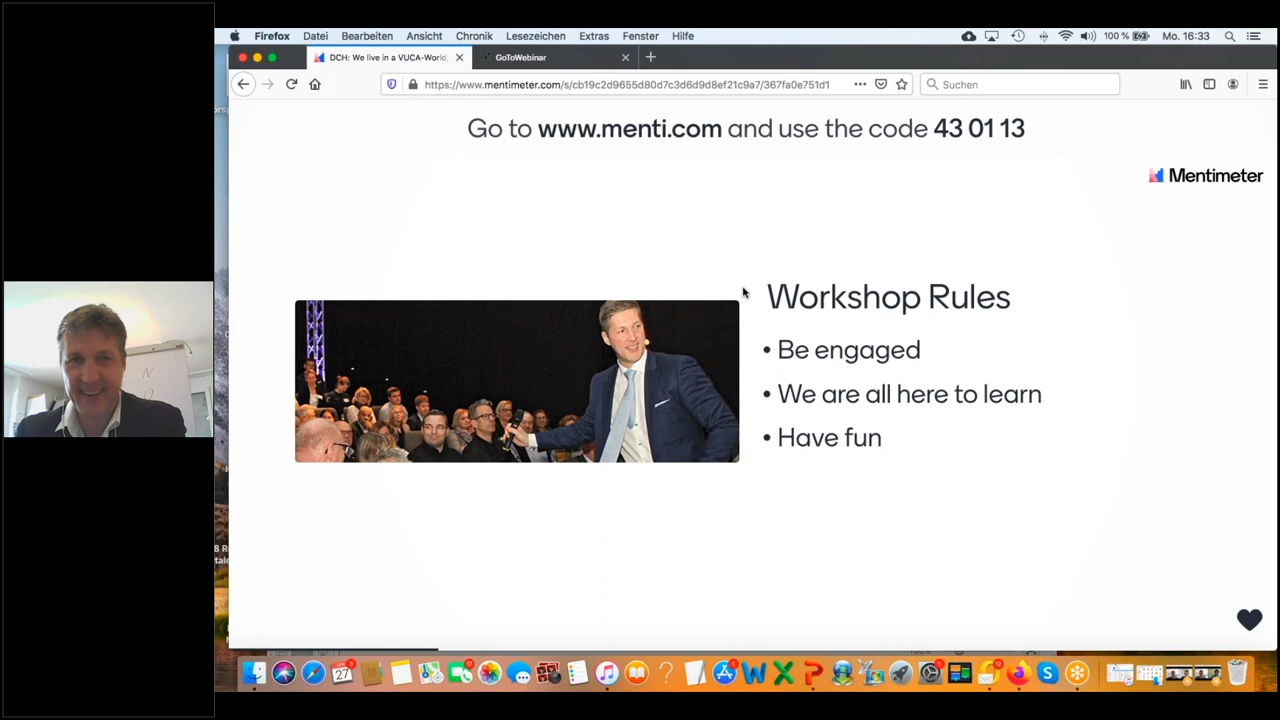 Firefox Datei Bearbeiten Ansicht Chronik Lesezeichen Extras Fenster Hilfe 100 % Mo. 16:33
DCH: We live in a VUCA-World, GoToWebinar
https://www.mentimeter.com/s/cb19c2d9655d80d7c3d6d9d8ef21c9a7/367fa0e751d1 Suchen
Go to www.menti.com and use the code 43 01 13
Mentimeter
Workshop Rules
• Be engaged
• We are all here to learn
• Have fun
N
27